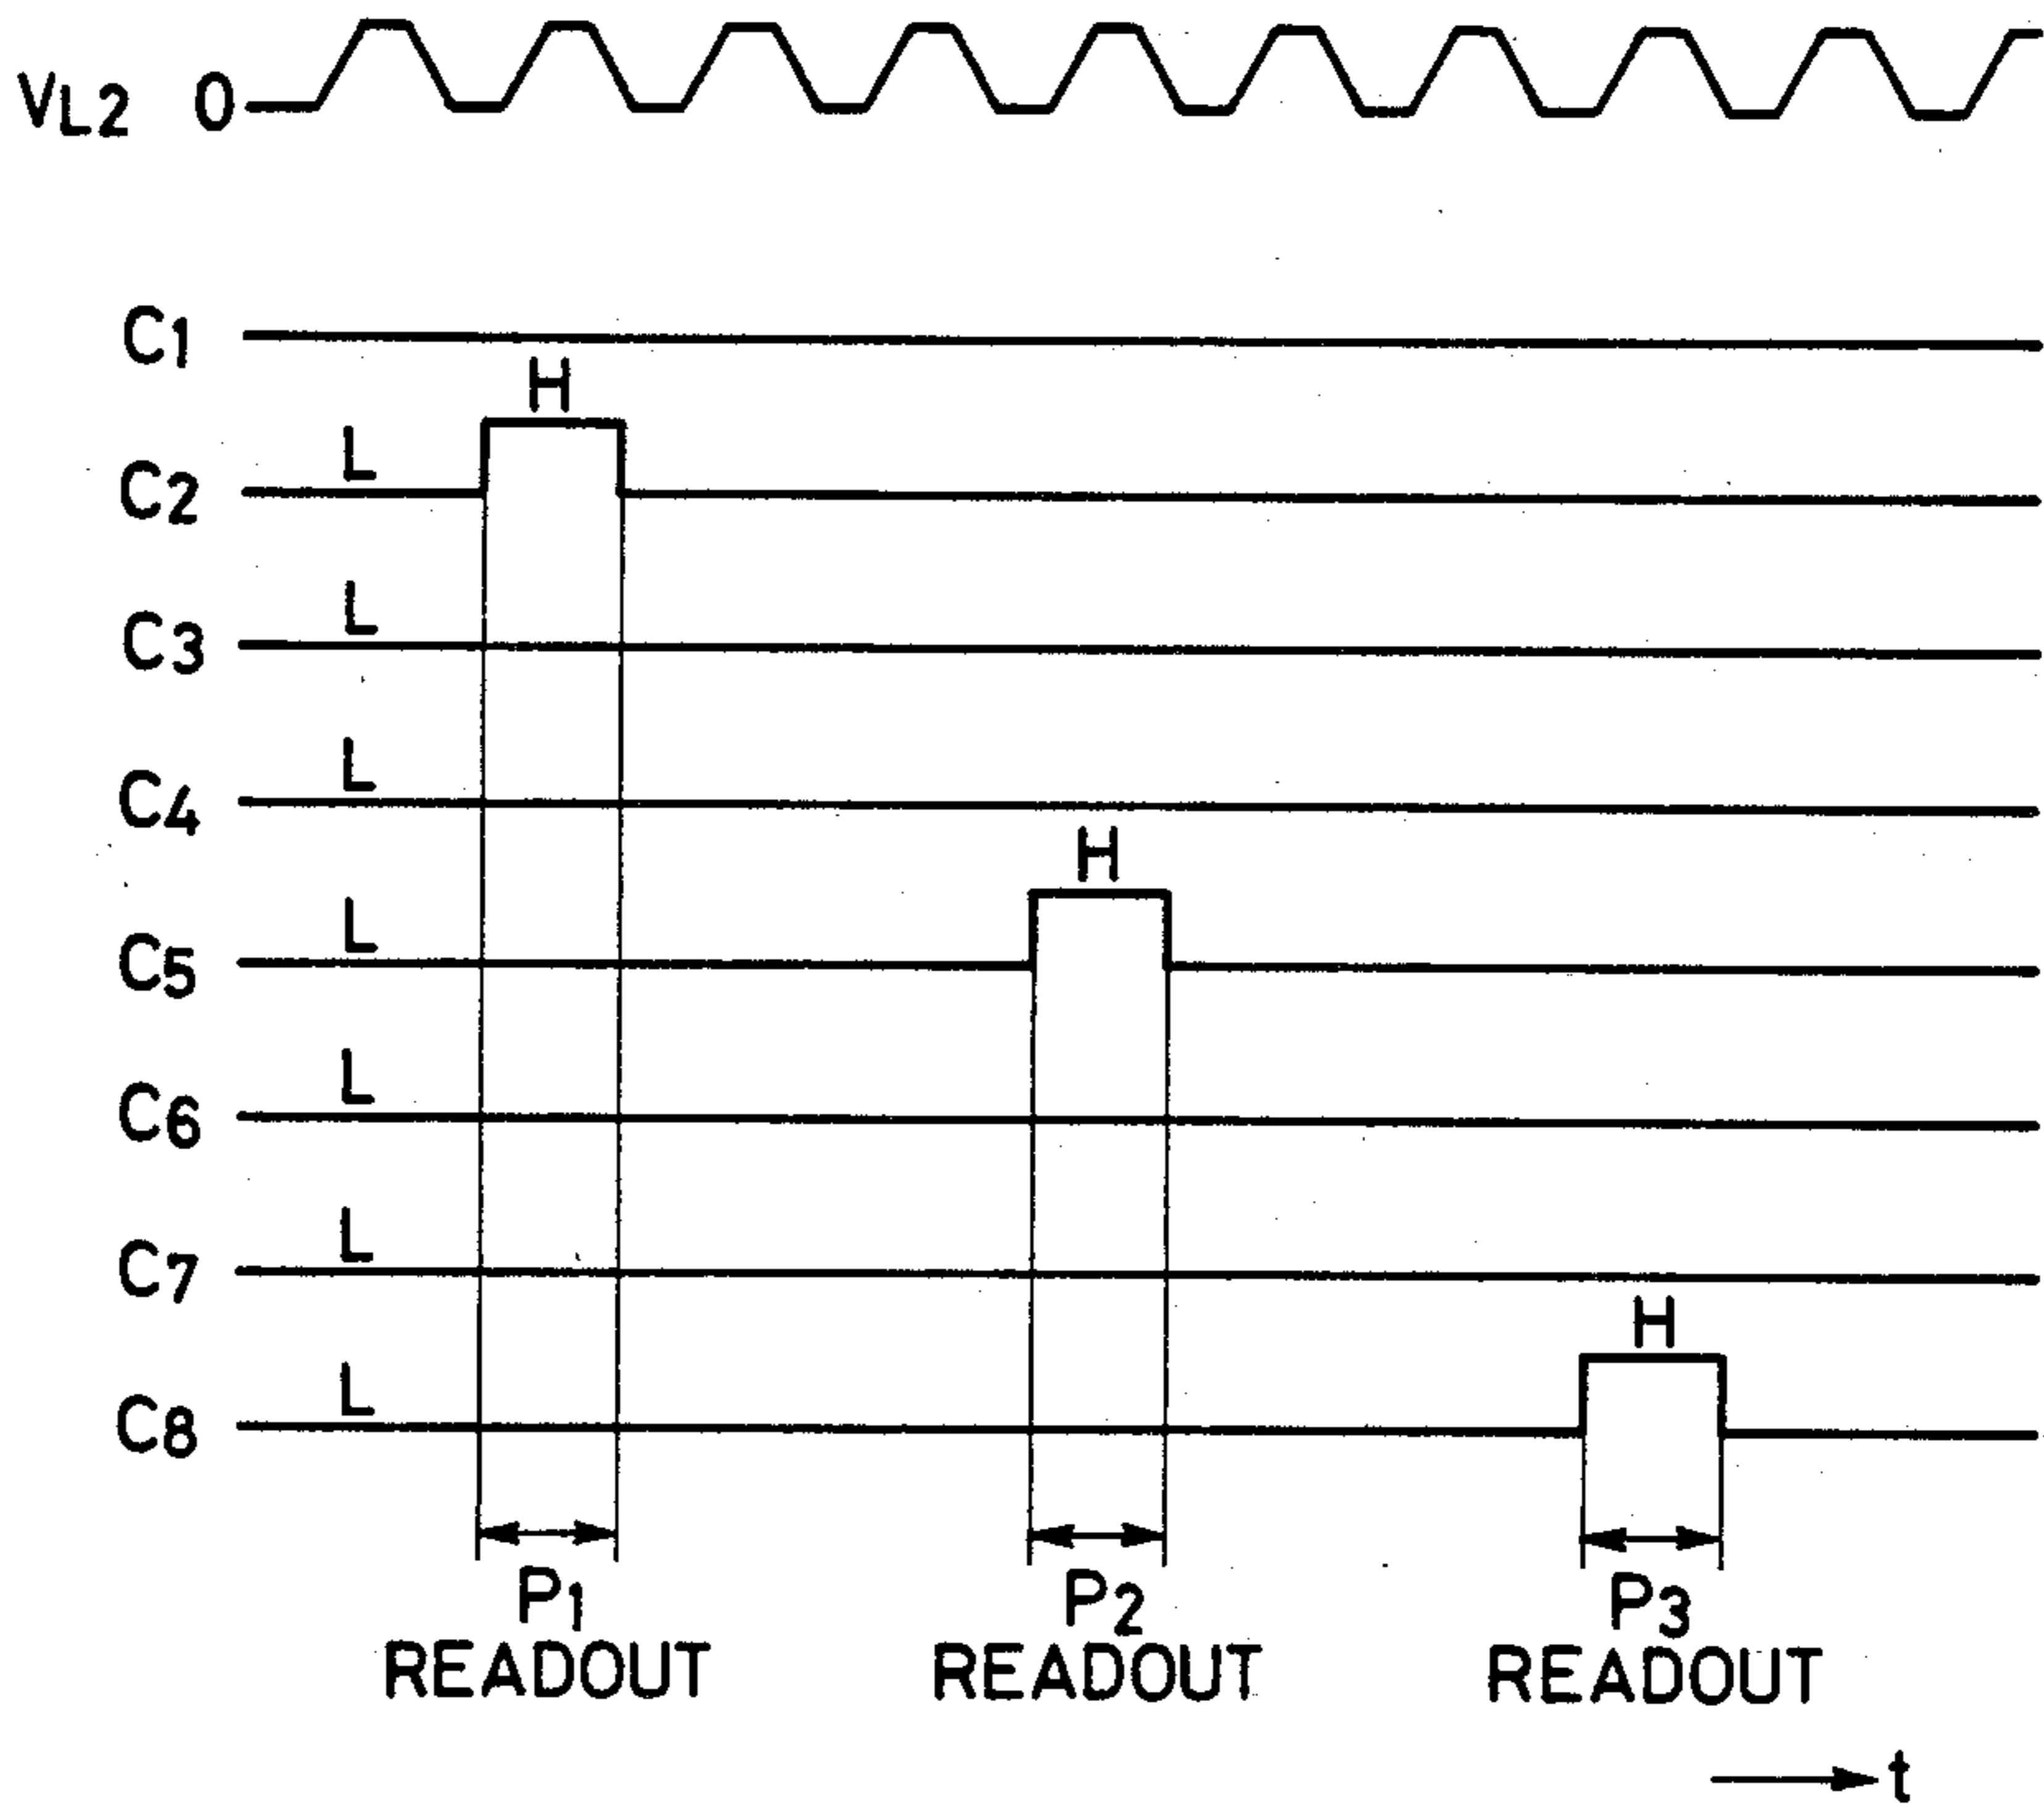 VL2 0
C1
H
C2 L
C3 L
C4 L
H
C5 L
C6 L
C7 L
H
C8 L
P1 P2 P3
READOUT READOUT READOUT
t